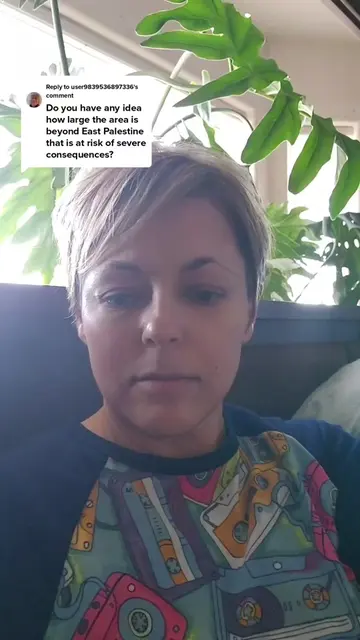 Reply to user9839536897336's
comment
Do you have any idea
how large the area is
beyond East Palestine
that is at risk of severe
consequences?